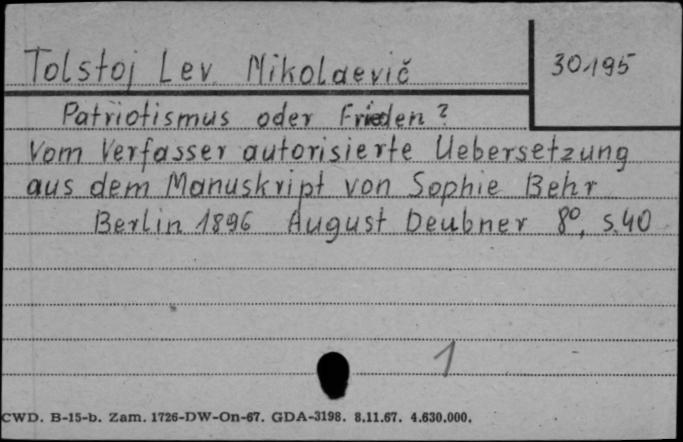 Tolstoj Lev Mikolaevič
30.195
Patriotismus oder Frieden?
Vom Verfasser autorisierte Uebersetzung
aus dem Manuskript von Sophie Behr
Berlin 1896 August Deubner 8°, s.40
1
CWD. B-15-b. Zam. 1726-DW-On-67. GDA-3198. 8.11.67. 4.630.000.